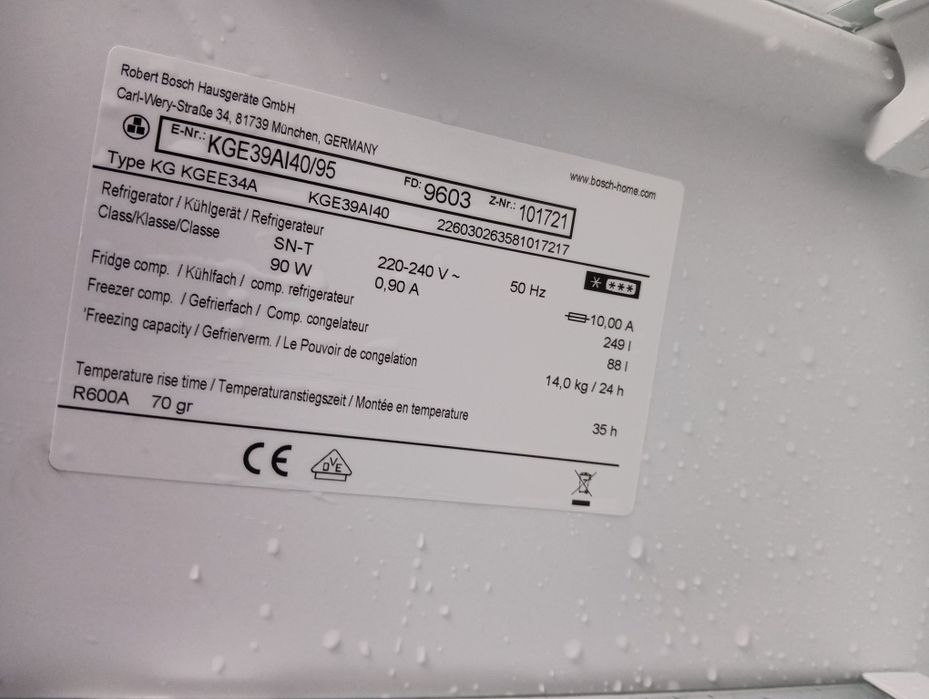 Robert Bosch Hausgeräte GmbH
Carl-Wery-Straße 34, 81739 München, GERMANY
www.bosch-home.com
E-Nr.: KGE39AI40/95 FD: 9603 Z-Nr.: 101721
Type KG KGEE34A KGE39AI40 226030263581017217
Refrigerator / Kühlgerät / Refrigerateur
Class/Klasse/Classe SN-T 220-240 V ~ 50 Hz * ***
90 W 0,90 A 10,00 A
Fridge comp. / Kühlfach / comp. refrigerateur 249 l
Freezer comp. / Gefrierfach / Comp. congelateur 88 l
'Freezing capacity / Gefrierverm. / Le Pouvoir de congelation 14,0 kg / 24 h
Temperature rise time / Temperaturanstiegszeit / Montée en temperature 35 h
R600A 70 gr
CE DVE